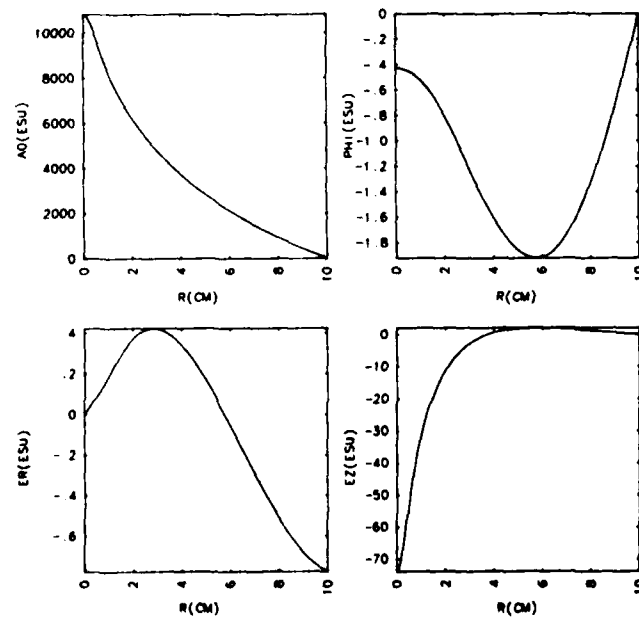 10000
8000
6000
4000
2000
0
AO(ESU)
0 2 4 6 8 10
R(CM)
0
-.2
-.4
-.6
-.8
-1.0
-1.2
-1.4
-1.6
-1.8
PHI(ESU)
0 2 4 6 8 10
R(CM)
.4
.2
0
-.2
-.4
-.6
ER(ESU)
0 2 4 6 8 10
R(CM)
0
-10
-20
-30
-40
-50
-60
-70
EZ(ESU)
0 2 4 6 8 10
R(CM)